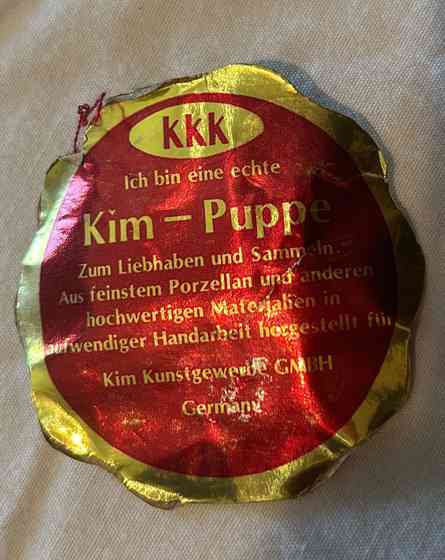 KKK
Ich bin eine echte
Kim – Puppe
Zum Liebhaben und Sammeln.
Aus feinstem Porzellan und anderen
hochwertigen Materialien in
aufwendiger Handarbeit hergestellt für
Kim Kunstgewerbe GMBH
Germany